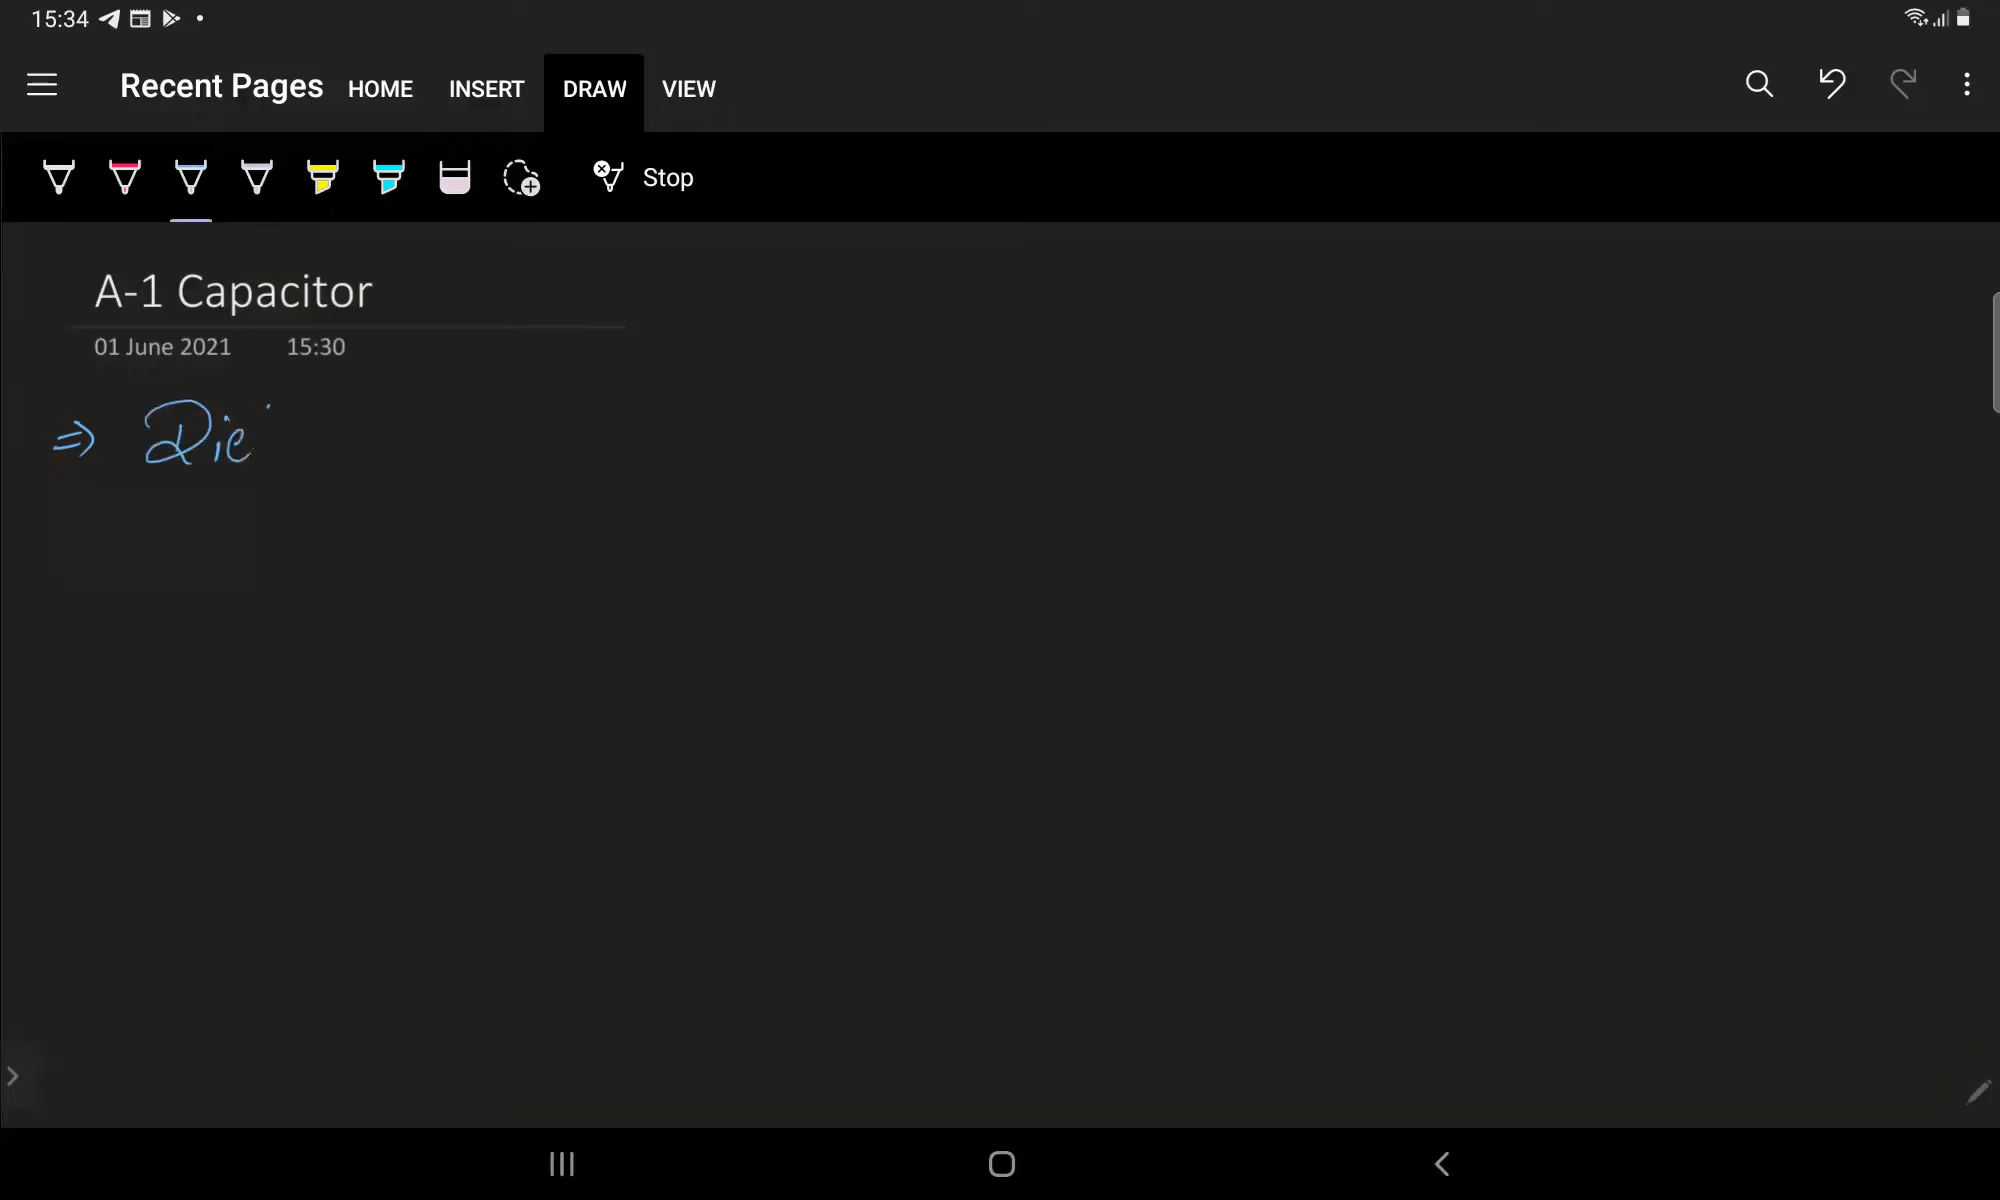 15:34
Recent Pages HOME INSERT DRAW VIEW
Stop
A-1 Capacitor
01 June 2021 15:30
⇒ Die